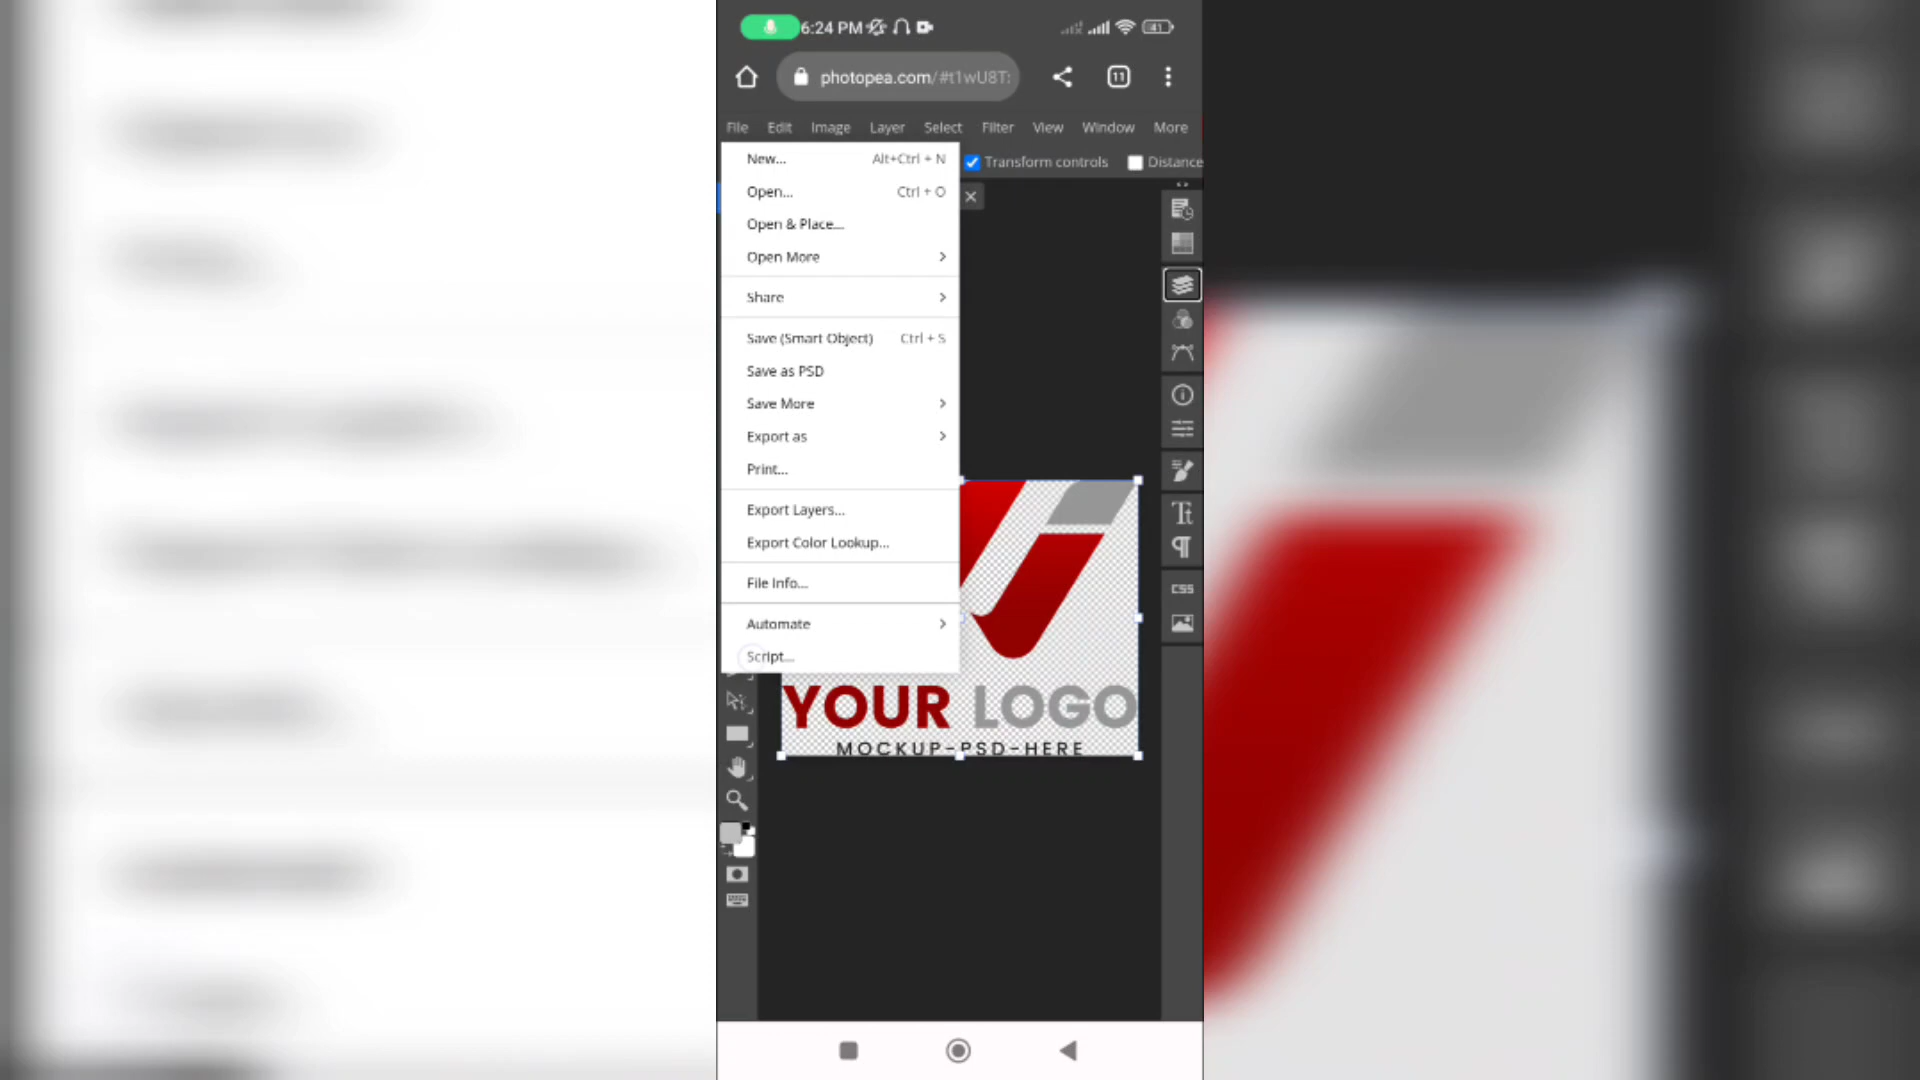 6:24 PM
41
photopea.com/#t1wU8T:
11
File Edit Image Layer Select Filter View Window More
Transform controls Distance
New... Alt+Ctrl + N
Open... Ctrl + O
Open & Place...
Open More
Share
Save (Smart Object) Ctrl + S
Save as PSD
Save More
Export as
Print...
Export Layers...
Export Color Lookup...
File Info...
Automate
Script...
CSS
YOUR LOGO
MOCKUP-PSD-HERE